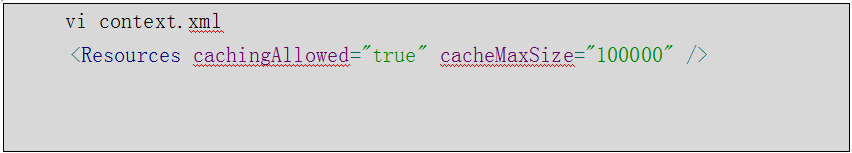 vi context.xml
<Resources cachingAllowed="true" cacheMaxSize="100000" />